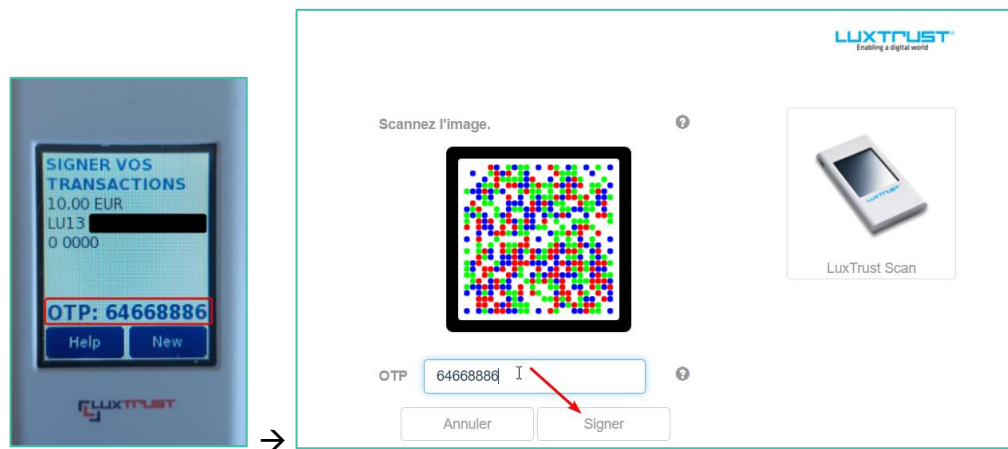 SIGNER VOS
TRANSACTIONS
10,00 EUR
LU13
0 0000
OTP: 64668886
Help New
LUXTRUST
→
LUXTRUST
Enabling a digital world
Scannez l'image.
LUXTRUST
LuxTrust Scan
OTP 64668886
Annuler Signer